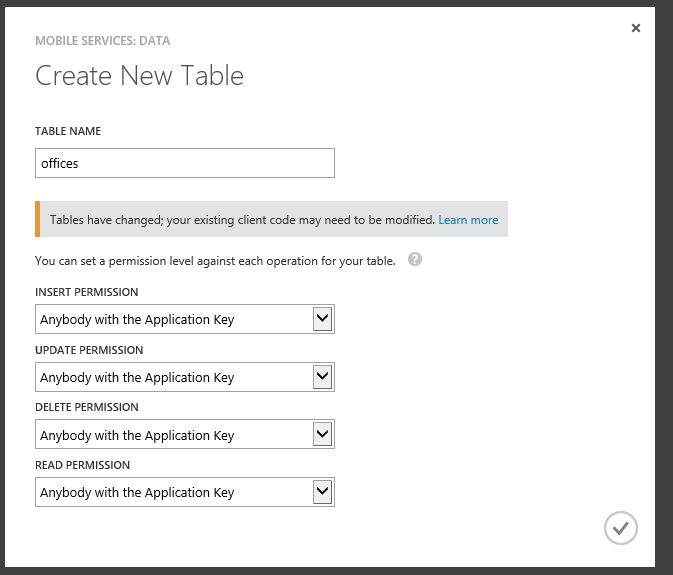 MOBILE SERVICES: DATA
Create New Table
TABLE NAME
offices
Tables have changed; your existing client code may need to be modified. Learn more
You can set a permission level against each operation for your table. ?
INSERT PERMISSION
Anybody with the Application Key
UPDATE PERMISSION
Anybody with the Application Key
DELETE PERMISSION
Anybody with the Application Key
READ PERMISSION
Anybody with the Application Key